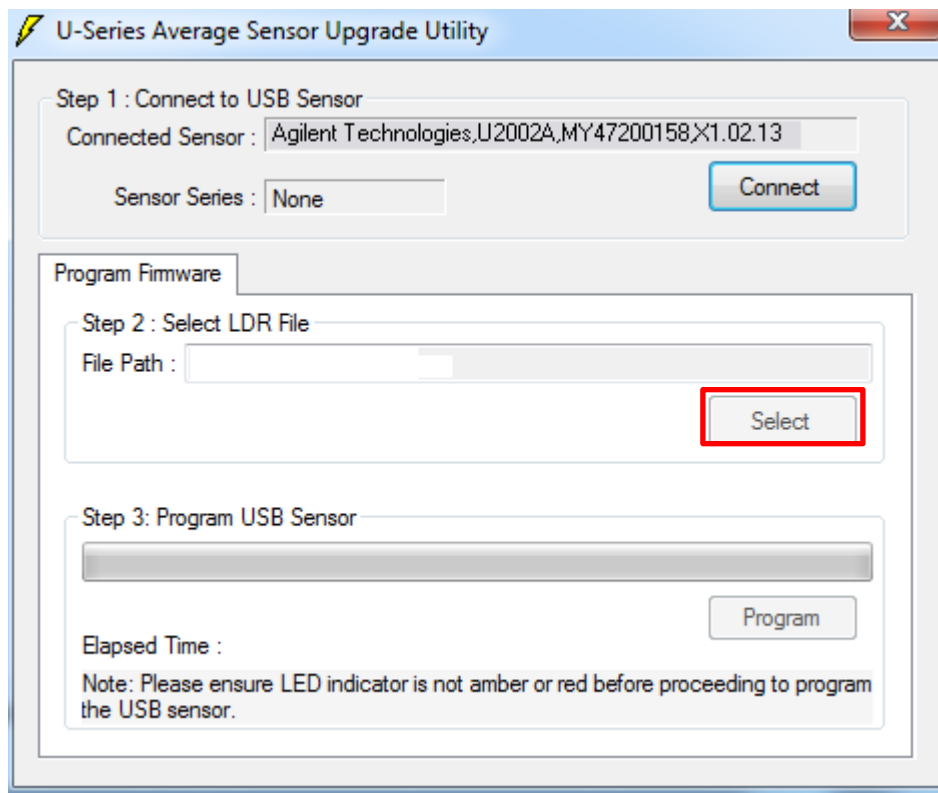 U-Series Average Sensor Upgrade Utility
x
Step 1 : Connect to USB Sensor
Connected Sensor : Agilent Technologies,U2002A,MY47200158,X1.02.13
Sensor Series : None
Connect
Program Firmware
Step 2 : Select LDR File
File Path :
Select
Step 3: Program USB Sensor
Program
Elapsed Time :
Note: Please ensure LED indicator is not amber or red before proceeding to program
the USB sensor.